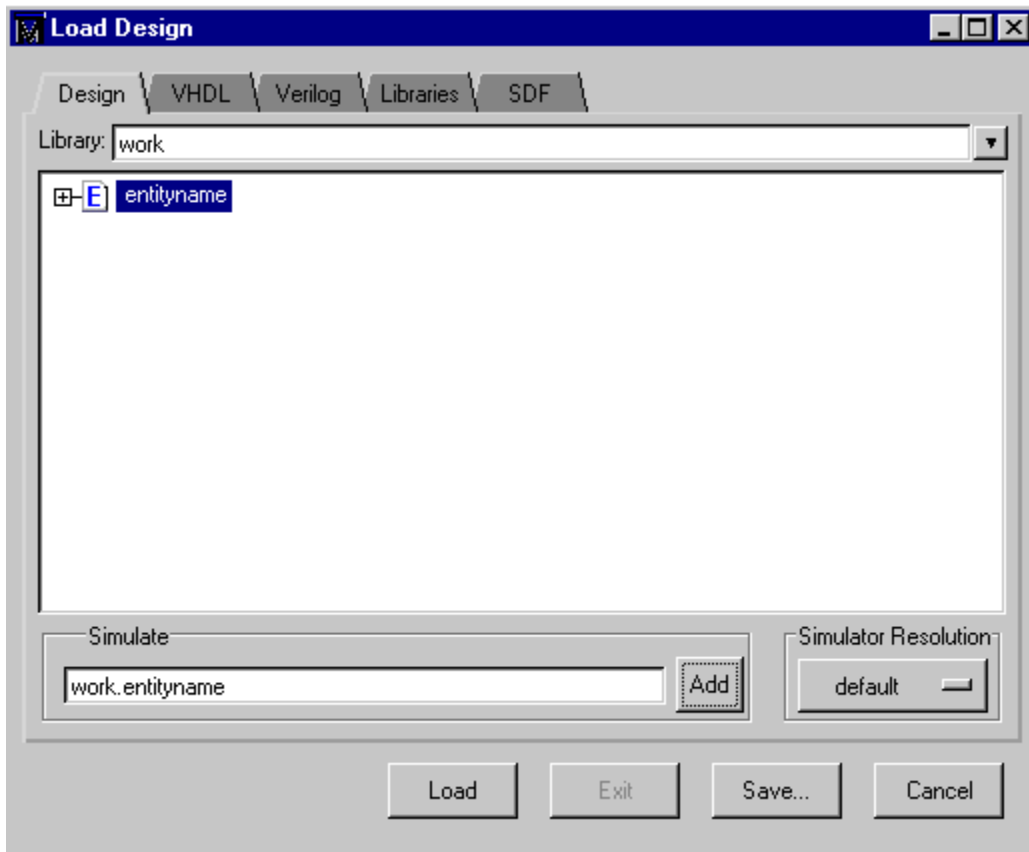 Load Design
Design VHDL Verilog Libraries SDF
Library: work
E entityname
Simulate Simulator Resolution
work.entityname Add default
Load Exit Save... Cancel